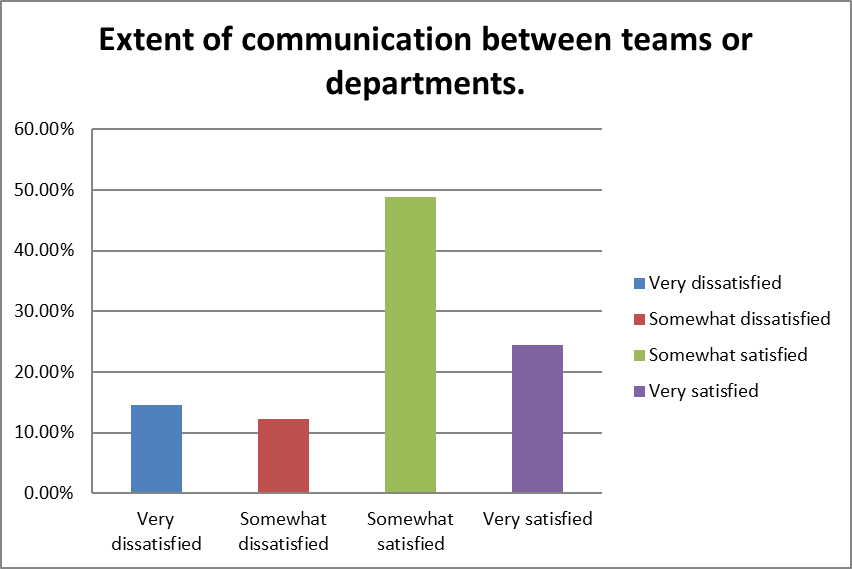 Extent of communication between teams or
departments.
60.00%
50.00%
40.00%
30.00%
20.00%
10.00%
0.00%
Very
dissatisfied
Somewhat
dissatisfied
Somewhat
satisfied
Very satisfied
Very dissatisfied
Somewhat dissatisfied
Somewhat satisfied
Very satisfied